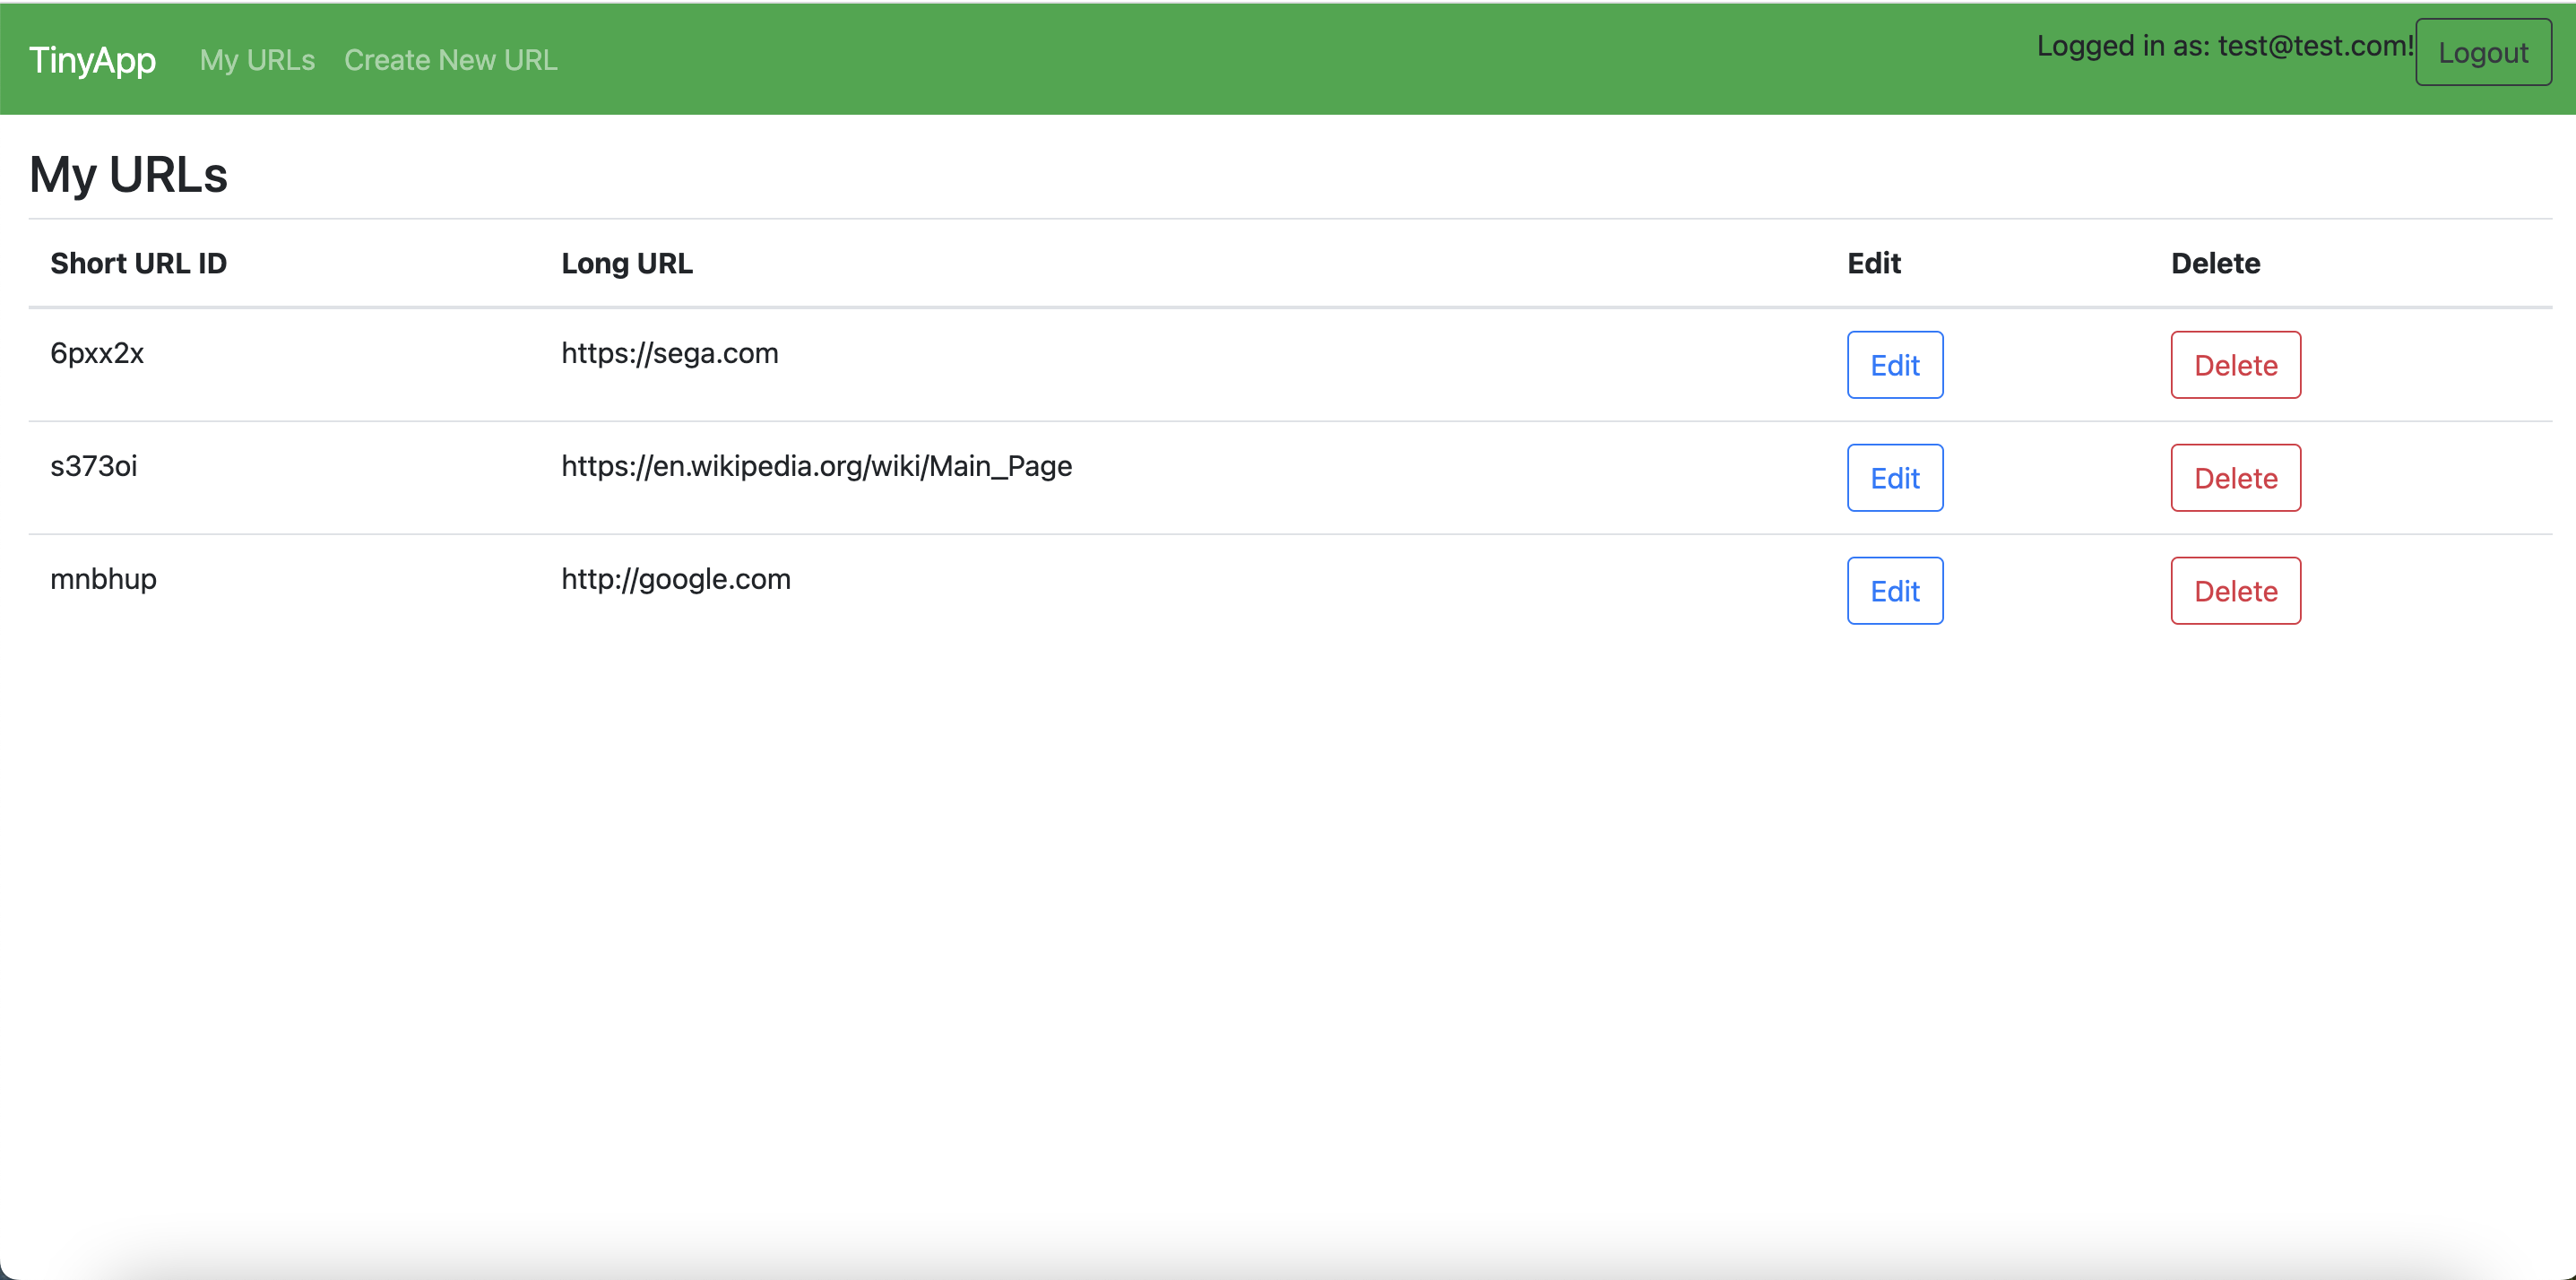 TinyApp My URLs Create New URL Logged in as: test@test.com! Logout
My URLs
Short URL ID Long URL Edit Delete
6pxx2x https://sega.com Edit Delete
s373oi https://en.wikipedia.org/wiki/Main_Page Edit Delete
mnbhup http://google.com Edit Delete